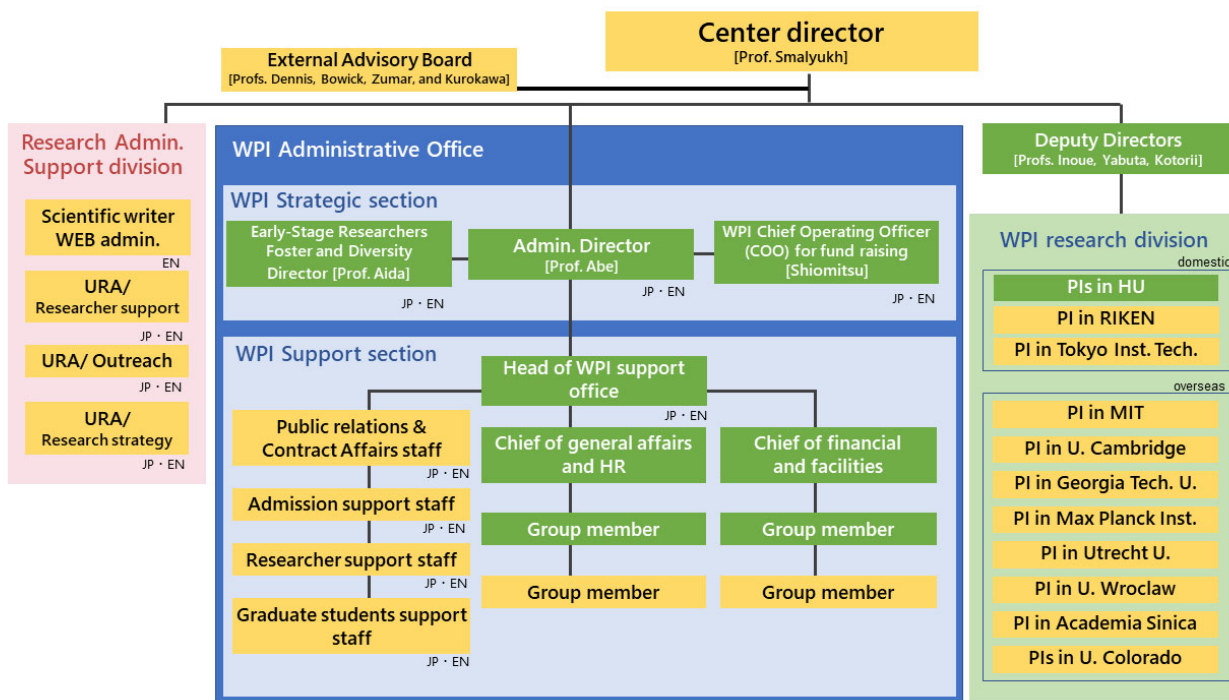 Center director
[Prof. Smalyukh]
External Advisory Board
[Profs. Dennis, Bowick, Zumar, and Kurokawa]
Research Admin.
Support division
Scientific writer
WEB admin.
EN
URA/
Researcher support
JP・EN
URA/ Outreach
JP・EN
URA/
Research strategy
JP・EN
WPI Administrative Office
WPI Strategic section
Early-Stage Researchers
Foster and Diversity
Director [Prof. Aida]
JP・EN
Admin. Director
[Prof. Abe]
JP・EN
WPI Chief Operating Officer
(COO) for fund raising
[Shiomitsu]
JP・EN
WPI Support section
Head of WPI support
office
JP・EN
Public relations &
Contract Affairs staff
JP・EN
Admission support staff
JP・EN
Researcher support staff
JP・EN
Graduate students support
staff
JP・EN
Chief of general affairs
and HR
Group member
Group member
Chief of financial
and facilities
Group member
Group member
Deputy Directors
[Profs. Inoue, Yabuta, Kotorii]
WPI research division
domestic
PIs in HU
PI in RIKEN
PI in Tokyo Inst. Tech.
overseas
PI in MIT
PI in U. Cambridge
PI in Georgia Tech. U.
PI in Max Planck Inst.
PI in Utrecht U.
PI in U. Wroclaw
PI in Academia Sinica
PIs in U. Colorado